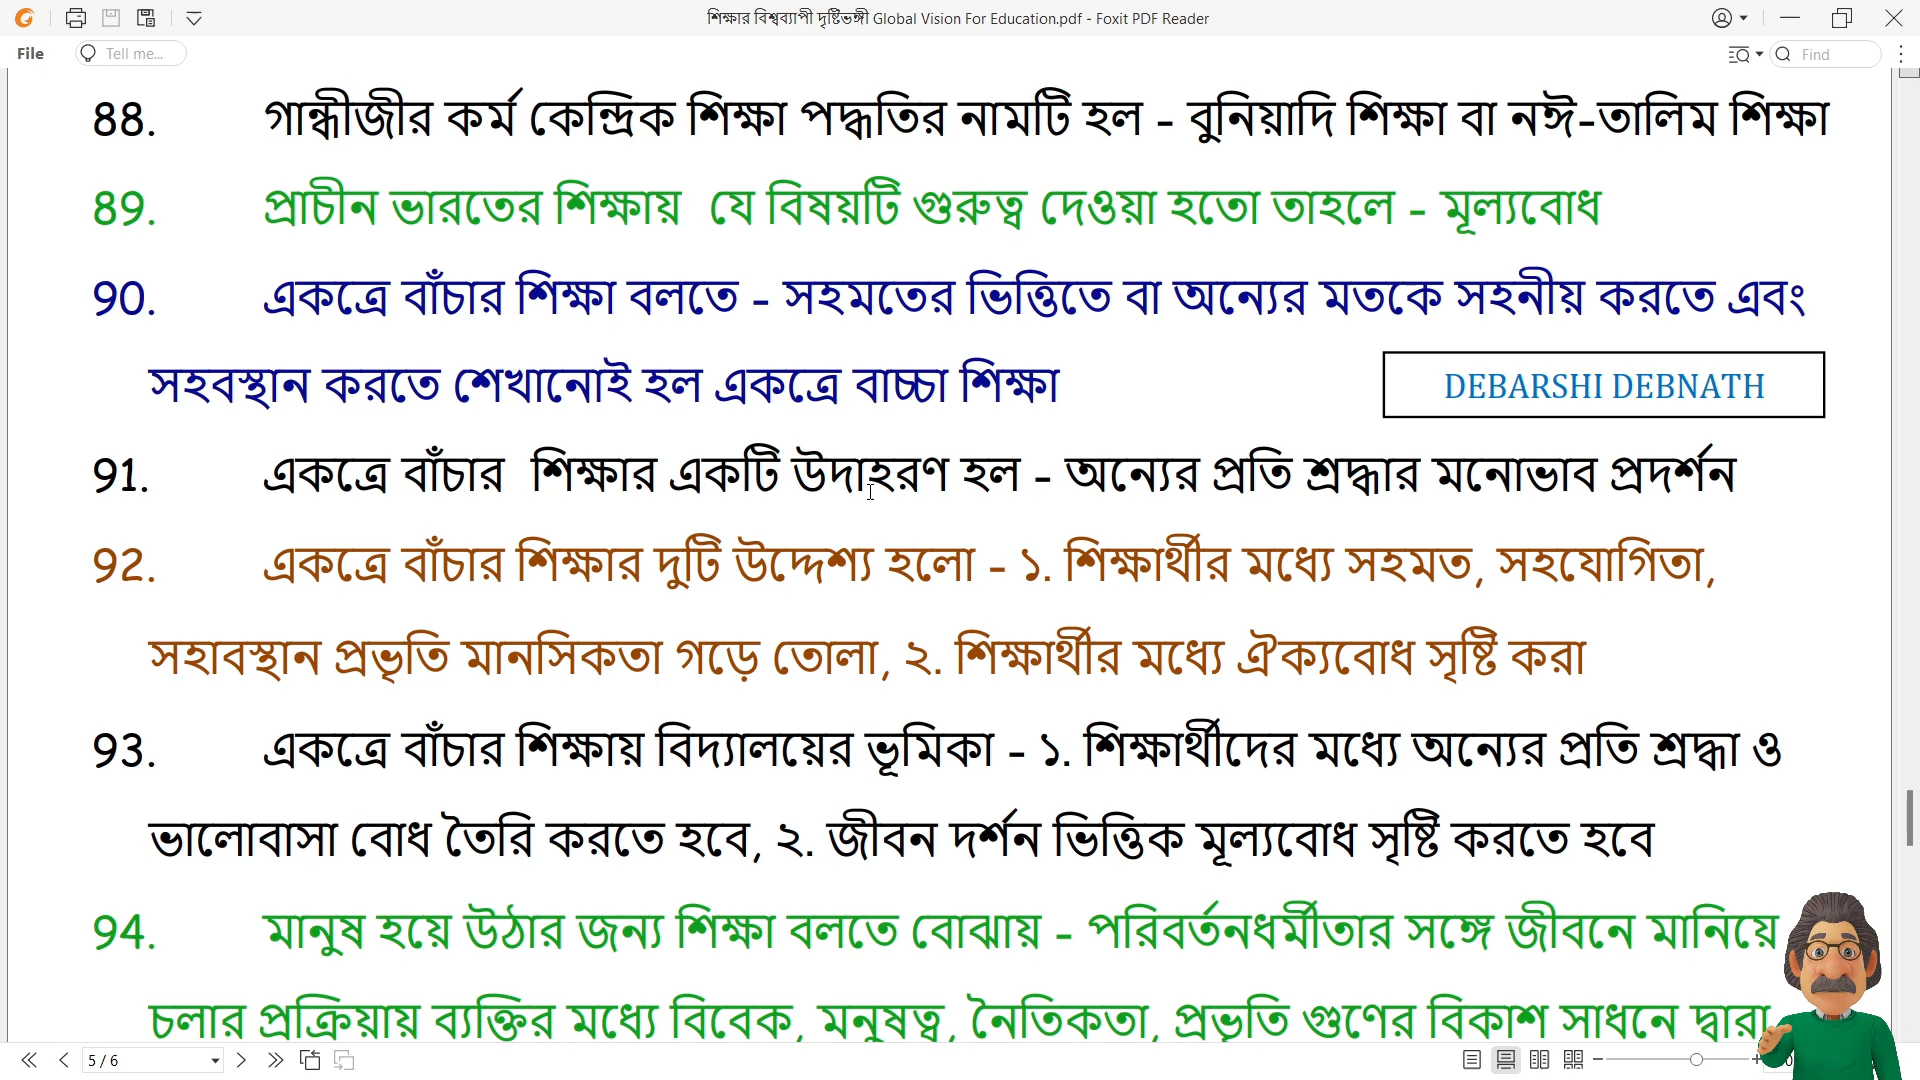 শিক্ষার বিশ্বব্যাপী দৃষ্টিভঙ্গী Global Vision For Education.pdf - Foxit PDF Reader
File
Tell me...
Find
88. গান্ধীজীর কর্ম কেন্দ্রিক শিক্ষা পদ্ধতির নামটি হল - বুনিয়াদি শিক্ষা বা নঈ-তালিম শিক্ষা
89. প্রাচীন ভারতের শিক্ষায় যে বিষয়টি গুরুত্ব দেওয়া হতো তাহলে - মূল্যবোধ
90. একত্রে বাঁচার শিক্ষা বলতে - সহমতের ভিত্তিতে বা অন্যের মতকে সহনীয় করতে এবং
সহবস্থান করতে শেখানোই হল একত্রে বাচ্চা শিক্ষা
DEBARSHI DEBNATH
91. একত্রে বাঁচার শিক্ষার একটি উদাহরণ হল - অন্যের প্রতি শ্রদ্ধার মনোভাব প্রদর্শন
92. একত্রে বাঁচার শিক্ষার দুটি উদ্দেশ্য হলো - ১. শিক্ষার্থীর মধ্যে সহমত, সহযোগিতা,
সহাবস্থান প্রভৃতি মানসিকতা গড়ে তোলা, ২. শিক্ষার্থীর মধ্যে ঐক্যবোধ সৃষ্টি করা
93. একত্রে বাঁচার শিক্ষায় বিদ্যালয়ের ভূমিকা - ১. শিক্ষার্থীদের মধ্যে অন্যের প্রতি শ্রদ্ধা ও
ভালোবাসা বোধ তৈরি করতে হবে, ২. জীবন দর্শন ভিত্তিক মূল্যবোধ সৃষ্টি করতে হবে
94. মানুষ হয়ে উঠার জন্য শিক্ষা বলতে বোঝায় - পরিবর্তনধর্মীতার সঙ্গে জীবনে মানিয়ে
চলার প্রক্রিয়ায় ব্যক্তির মধ্যে বিবেক, মনুষত্ব, নৈতিকতা, প্রভৃতি গুণের বিকাশ সাধনে দ্বারা
5 / 6